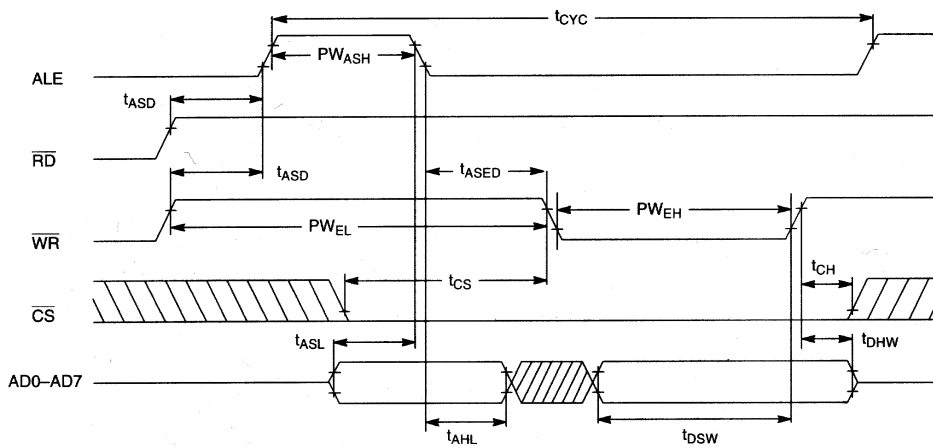 tCYC
PWASH
ALE
tASD
RD
tASD
tASED
PWEH
WR
PWEL
tCH
tCS
CS
tASL
tDHW
AD0–AD7
tAHL
tDSW